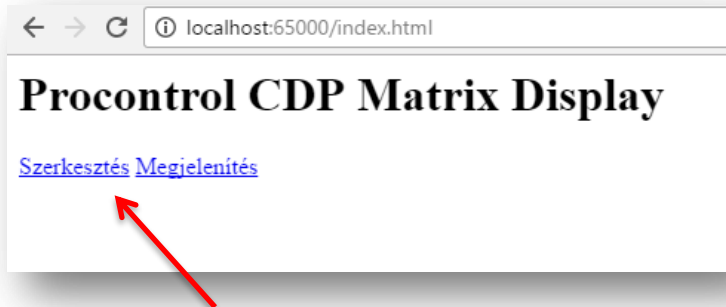 localhost:65000/index.html
Procontrol CDP Matrix Display
Szerkesztés Megjelenítés